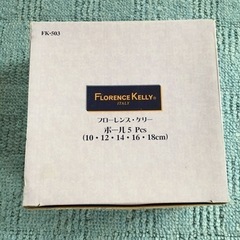 FK-503
FLORENCE KELLY®
ITALY
フローレンス・ケリー
ボール 5 Pcs
(10・12・14・16・18cm)